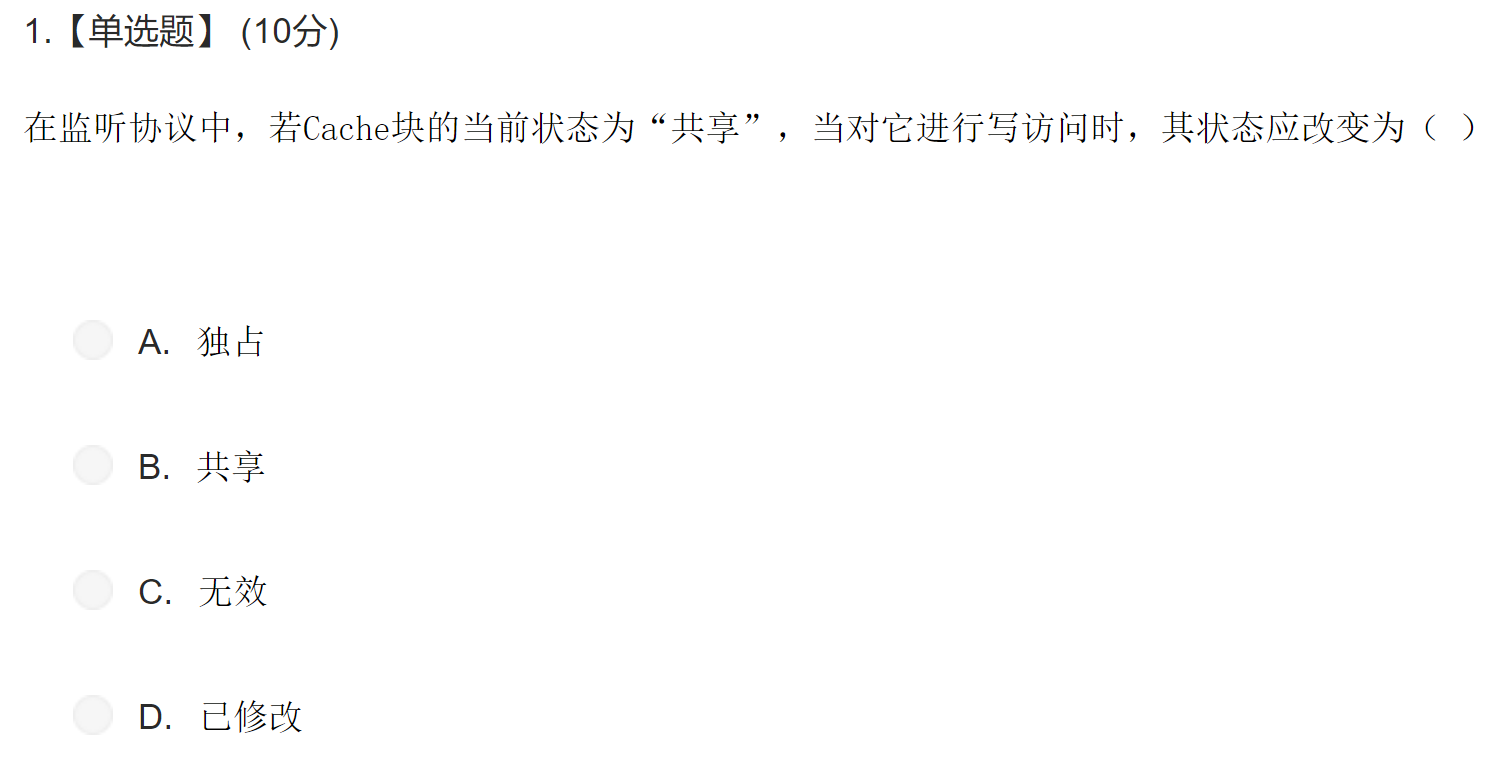 1.【单选题】 (10分)
在监听协议中，若Cache块的当前状态为“共享”，当对它进行写访问时，其状态应改变为（ ）
A. 独占
B. 共享
C. 无效
D. 已修改